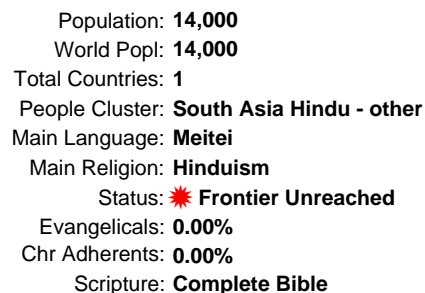 Population: 14,000
World Popl: 14,000
Total Countries: 1
People Cluster: South Asia Hindu - other
Main Language: Meitei
Main Religion: Hinduism
Status: Frontier Unreached
Evangelicals: 0.00%
Chr Adherents: 0.00%
Scripture: Complete Bible